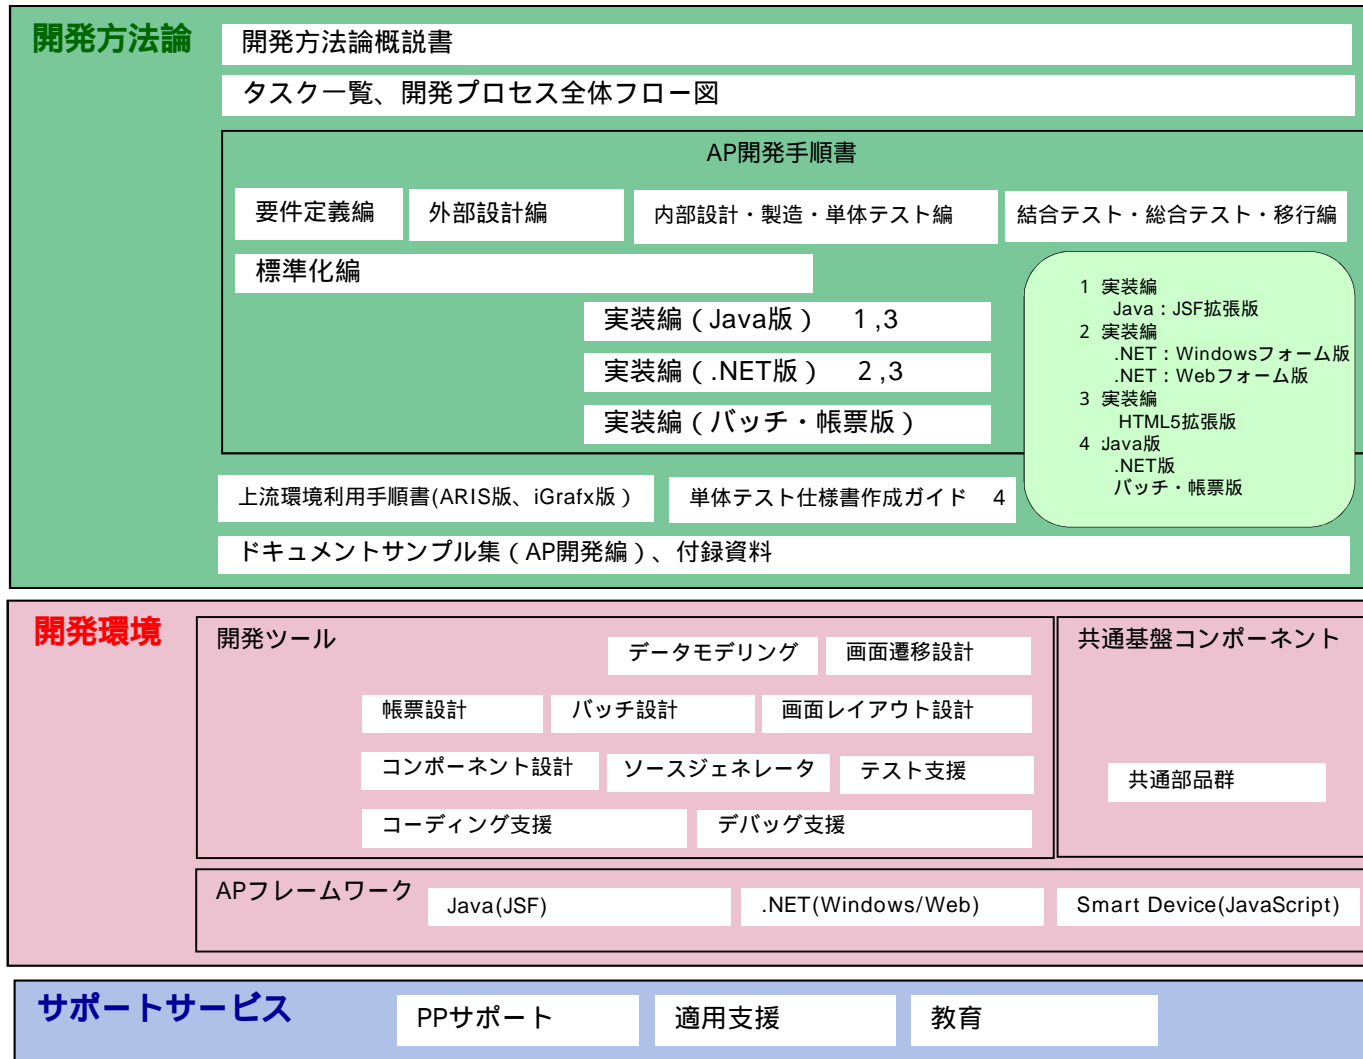 開発方法論
開発方法論概説書
タスク一覧、開発プロセス全体フロー図
AP開発手順書
要件定義編
外部設計編
内部設計・製造・単体テスト編
結合テスト・総合テスト・移行編
標準化編
実装編（Java版） 1,3
実装編（.NET版） 2,3
実装編（バッチ・帳票版）
1 実装編
Java：JSF拡張版
2 実装編
.NET：Windowsフォーム版
.NET：Webフォーム版
3 実装編
HTML5拡張版
4 Java版
.NET版
バッチ・帳票版
上流環境利用手順書(ARIS版、iGrafx版）
単体テスト仕様書作成ガイド 4
ドキュメントサンプル集（AP開発編）、付録資料
開発環境
開発ツール
データモデリング
画面遷移設計
帳票設計
バッチ設計
画面レイアウト設計
コンポーネント設計
ソースジェネレータ
テスト支援
コーディング支援
デバッグ支援
共通基盤コンポーネント
共通部品群
APフレームワーク
Java(JSF)
.NET(Windows/Web)
Smart Device(JavaScript)
サポートサービス
PPサポート
適用支援
教育